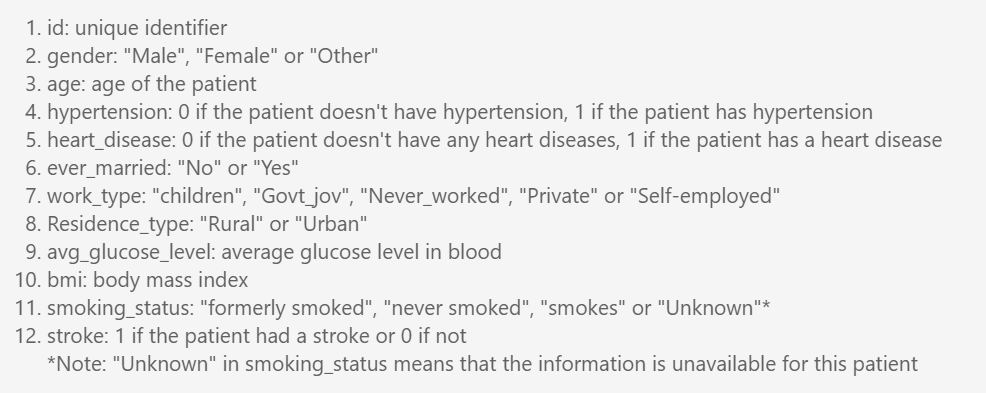 1. id: unique identifier
2. gender: "Male", "Female" or "Other"
3. age: age of the patient
4. hypertension: 0 if the patient doesn't have hypertension, 1 if the patient has hypertension
5. heart_disease: 0 if the patient doesn't have any heart diseases, 1 if the patient has a heart disease
6. ever_married: "No" or "Yes"
7. work_type: "children", "Govt_jov", "Never_worked", "Private" or "Self-employed"
8. Residence_type: "Rural" or "Urban"
9. avg_glucose_level: average glucose level in blood
10. bmi: body mass index
11. smoking_status: "formerly smoked", "never smoked", "smokes" or "Unknown"*
12. stroke: 1 if the patient had a stroke or 0 if not
*Note: "Unknown" in smoking_status means that the information is unavailable for this patient